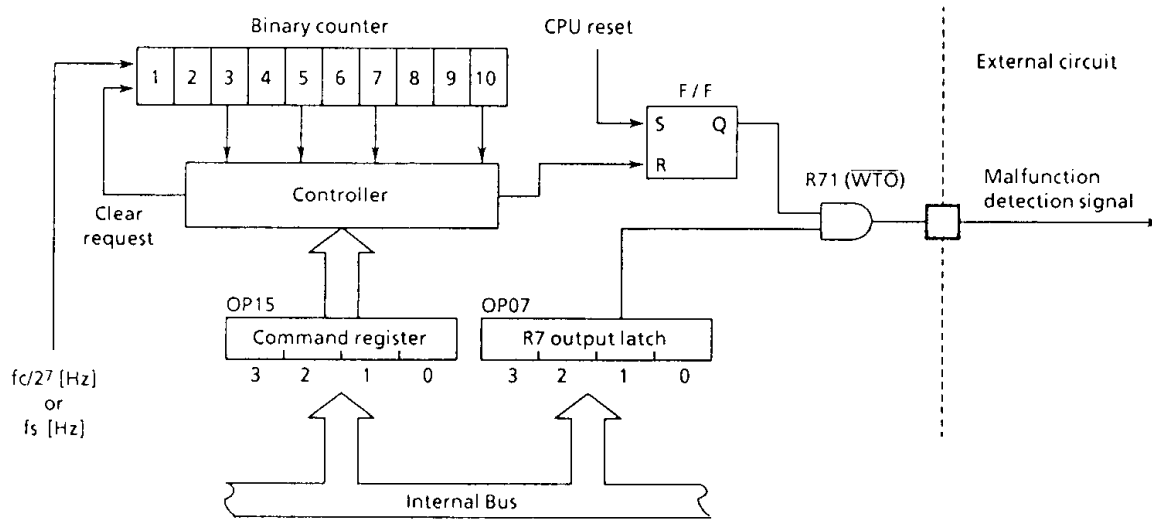 Binary counter
1 2 3 4 5 6 7 8 9 10
CPU reset
External circuit
F/F
S Q
R
Controller
Clear
request
R71 (W̅T̅O̅)
Malfunction
detection signal
OP15
Command register
3 2 1 0
OP07
R7 output latch
3 2 1 0
fc/2⁷ [Hz]
or
fs [Hz]
Internal Bus